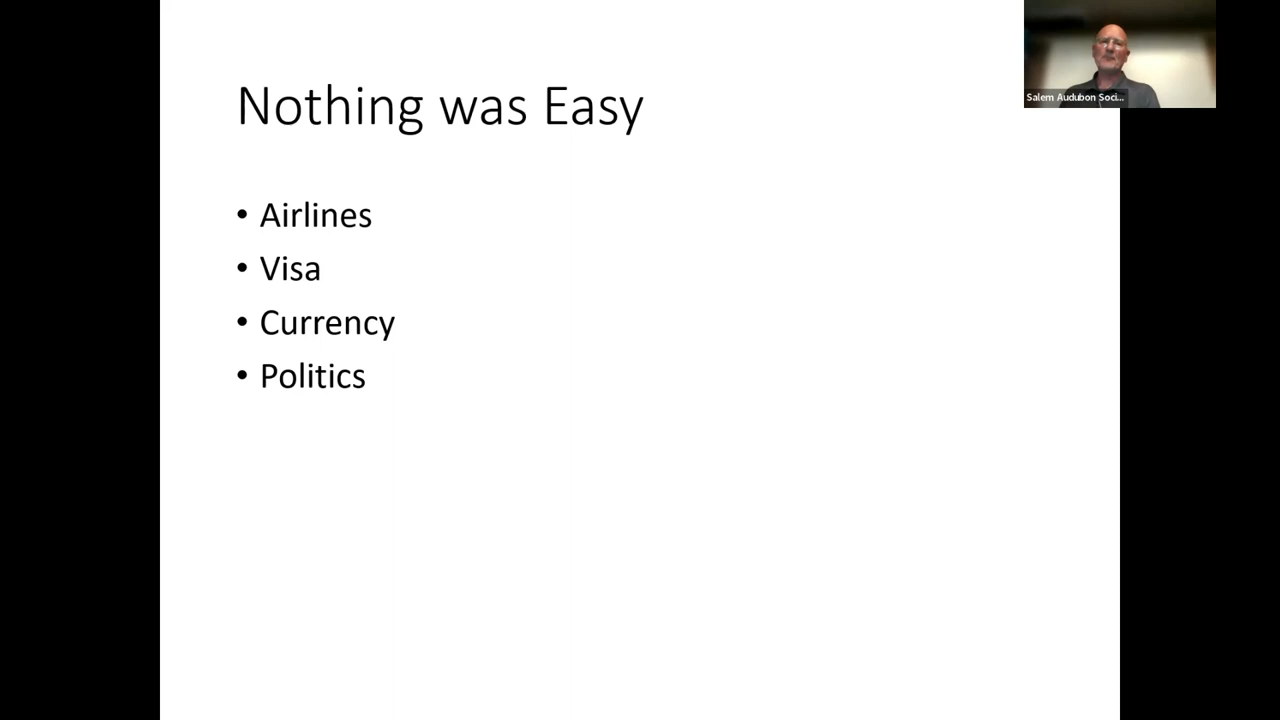 Nothing was Easy
• Airlines
• Visa
• Currency
• Politics
Salem Audubon Soci...